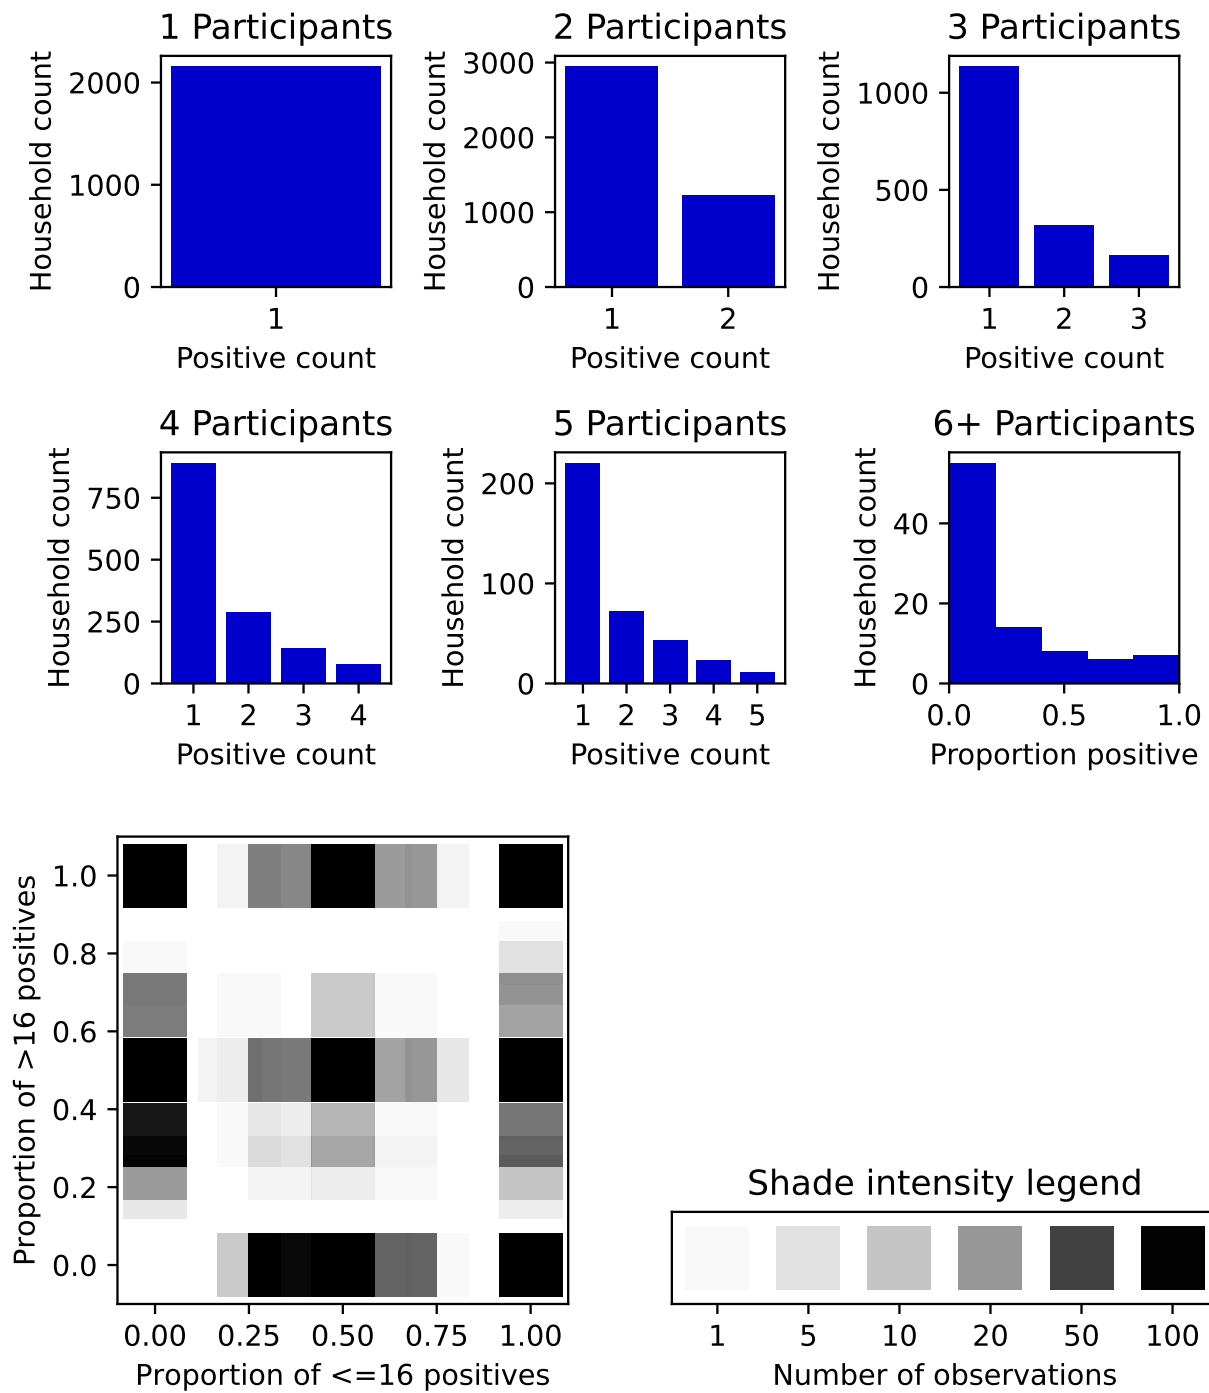 1 Participants
2 Participants
3 Participants
Household count
2000
1000
0
1
Positive count
Household count
3000
2000
1000
0
1 2
Positive count
Household count
1000
500
0
1 2 3
Positive count
4 Participants
5 Participants
6+ Participants
Household count
750
500
250
0
1 2 3 4
Positive count
Household count
200
100
0
1 2 3 4 5
Positive count
Household count
40
20
0
0.0 0.5 1.0
Proportion positive
Proportion of >16 positives
1.0
0.8
0.6
0.4
0.2
0.0
0.00 0.25 0.50 0.75 1.00
Proportion of <=16 positives
Shade intensity legend
1 5 10 20 50 100
Number of observations